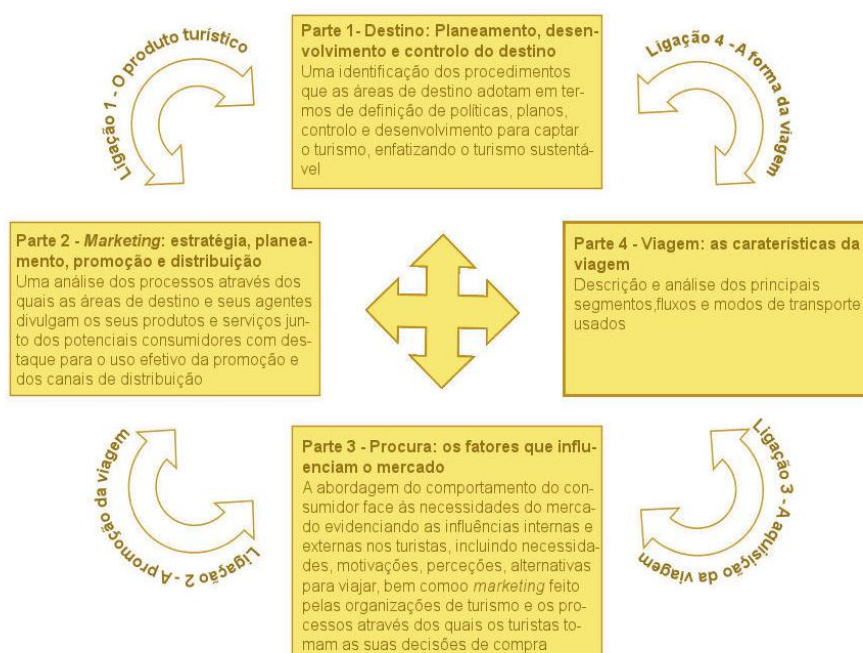 Ligação 1 - O produto turístico
Parte 1- Destino: Planeamento, desen-
volvimento e controlo do destino
Uma identificação dos procedimentos
que as áreas de destino adotam em ter-
mos de definição de políticas, planos,
controlo e desenvolvimento para captar
o turismo, enfatizando o turismo sustentá-
vel
Ligação 4 - A forma da viagem
Parte 2 - Marketing: estratégia, planea-
mento, promoção e distribuição
Uma análise dos processos através dos
quais as áreas de destino e seus agentes
divulgam os seus produtos e serviços jun-
to dos potenciais consumidores com des-
taque para o uso efetivo da promoção e
dos canais de distribuição
Parte 4 - Viagem: as caraterísticas da
viagem
Descrição e análise dos principais
segmentos,fluxos e modos de transporte
usados
Ligação 2 - A promoção da viagem
Parte 3 - Procura: os fatores que influ-
enciam o mercado
A abordagem do comportamento do con-
sumidor face às necessidades do merca-
do evidenciando as influências internas e
externas nos turistas, incluindo necessida-
des, motivações, perceções, alternativas
para viajar, bem comoo marketing feito
pelas organizações de turismo e os pro-
cessos através dos quais os turistas to-
mam as suas decisões de compra
Ligação 3 - A aquisição da viagem